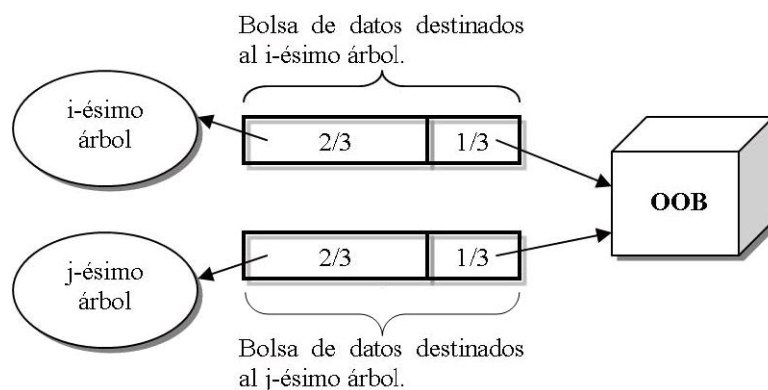 Bolsa de datos destinados
al i-ésimo árbol.
i-ésimo
árbol
2/3
1/3
OOB
j-ésimo
árbol
2/3
1/3
Bolsa de datos destinados
al j-ésimo árbol.